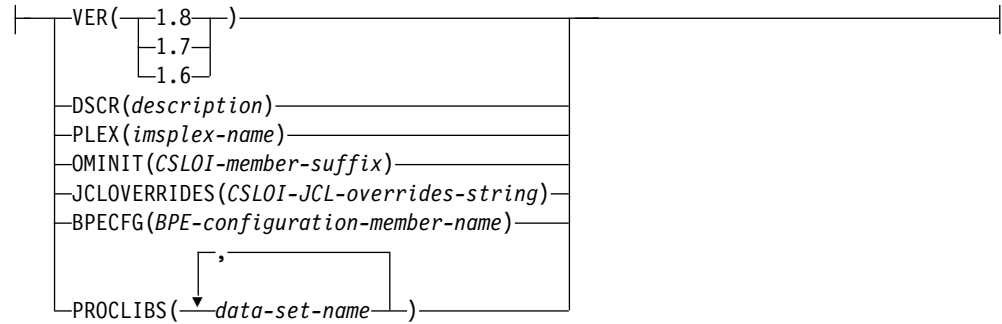 VER( 1.8 )
1.7
1.6
DSCR(description)
PLEX(imsplex-name)
OMINIT(CSLOI-member-suffix)
JCLOVERRIDES(CSLOI-JCL-overrides-string)
BPECFG(BPE-configuration-member-name)
,
PROCLIBS( data-set-name )